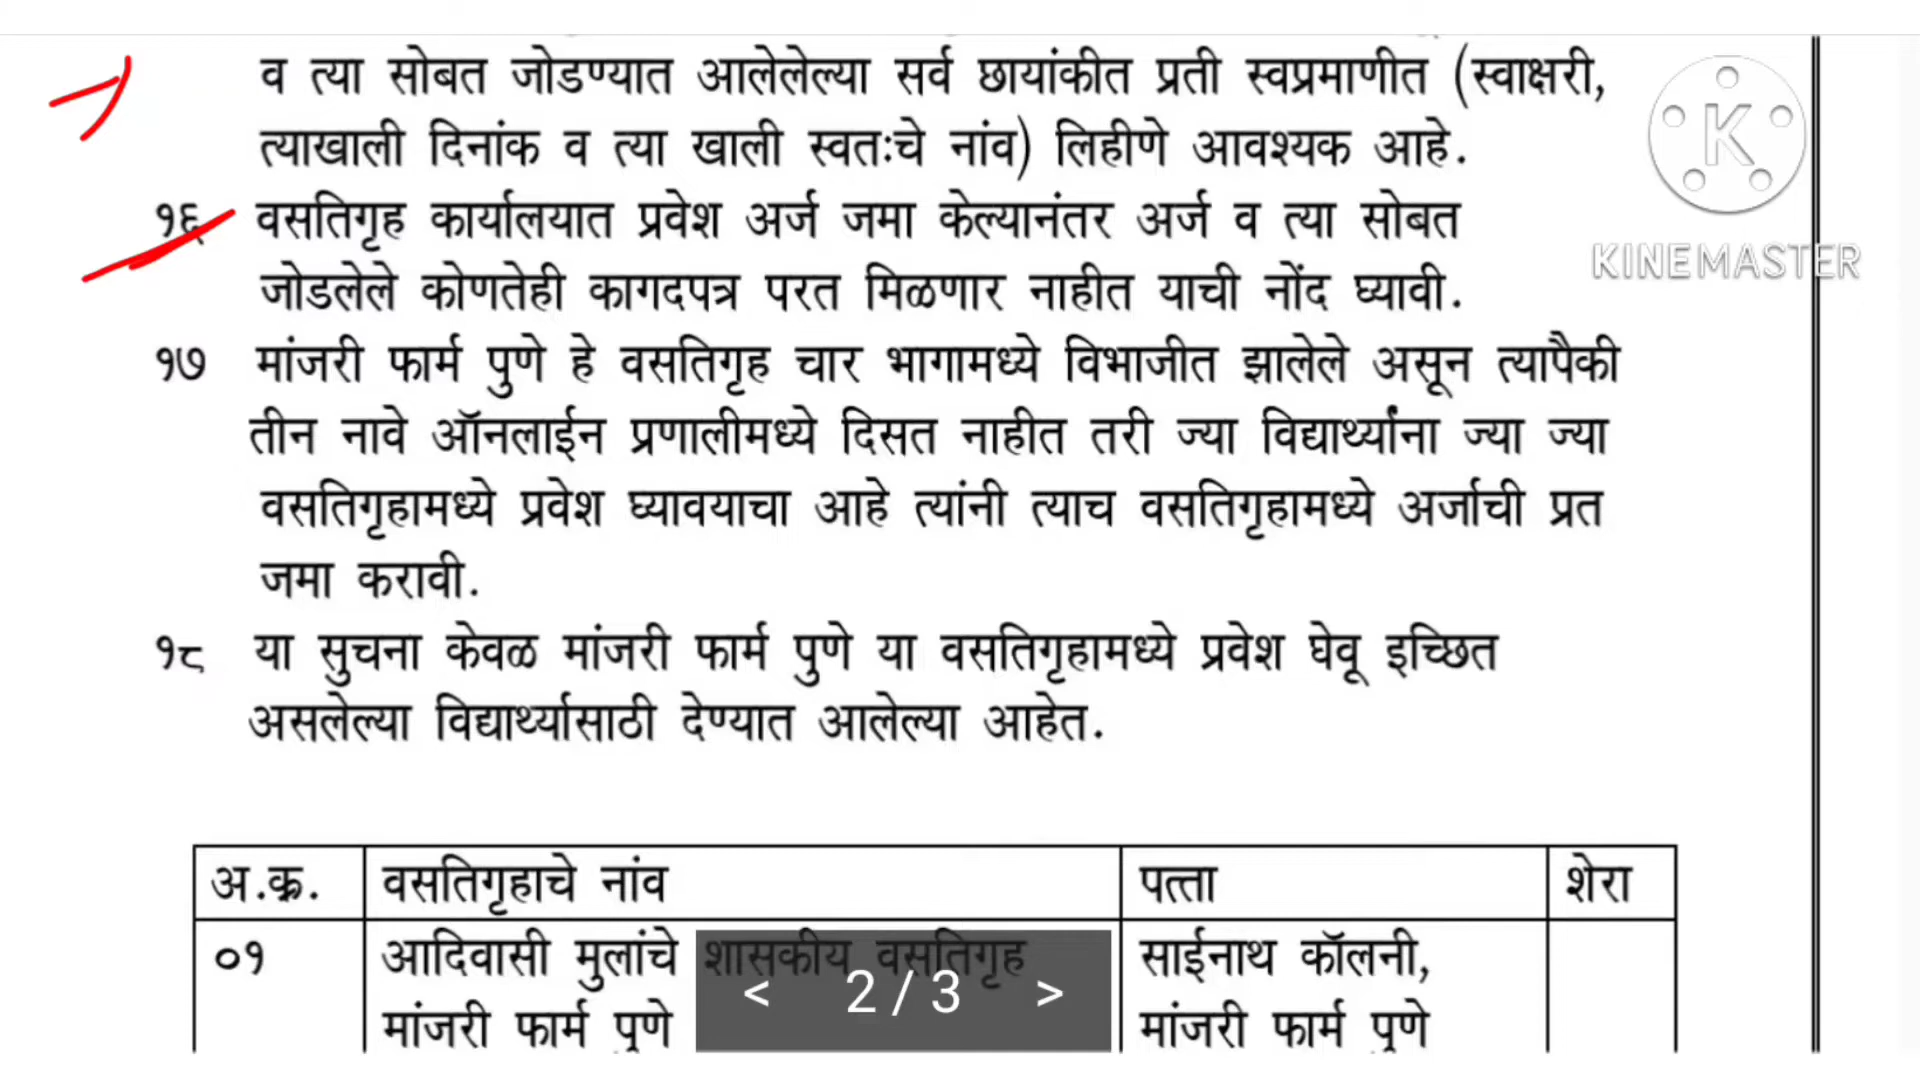 व त्या सोबत जोडण्यात आलेलेल्या सर्व छायांकीत प्रती स्वप्रमाणीत (स्वाक्षरी,
त्याखाली दिनांक व त्या खाली स्वतःचे नांव) लिहीणे आवश्यक आहे.
१६ वसतिगृह कार्यालयात प्रवेश अर्ज जमा केल्यानंतर अर्ज व त्या सोबत
जोडलेले कोणतेही कागदपत्र परत मिळणार नाहीत याची नोंद घ्यावी.
१७ मांजरी फार्म पुणे हे वसतिगृह चार भागामध्ये विभाजीत झालेले असून त्यापैकी
तीन नावे ऑनलाईन प्रणालीमध्ये दिसत नाहीत तरी ज्या विद्यार्थ्यांना ज्या ज्या
वसतिगृहामध्ये प्रवेश घ्यावयाचा आहे त्यांनी त्याच वसतिगृहामध्ये अर्जाची प्रत
जमा करावी.
१८ या सुचना केवळ मांजरी फार्म पुणे या वसतिगृहामध्ये प्रवेश घेवू इच्छित
असलेल्या विद्यार्थ्यासाठी देण्यात आलेल्या आहेत.
अ.क्र. वसतिगृहाचे नांव पत्ता शेरा
०१ आदिवासी मुलांचे शासकीय वसतिगृह साईनाथ कॉलनी,
मांजरी फार्म पुणे मांजरी फार्म पुणे
< 2 / 3 >
K
KINEMASTER